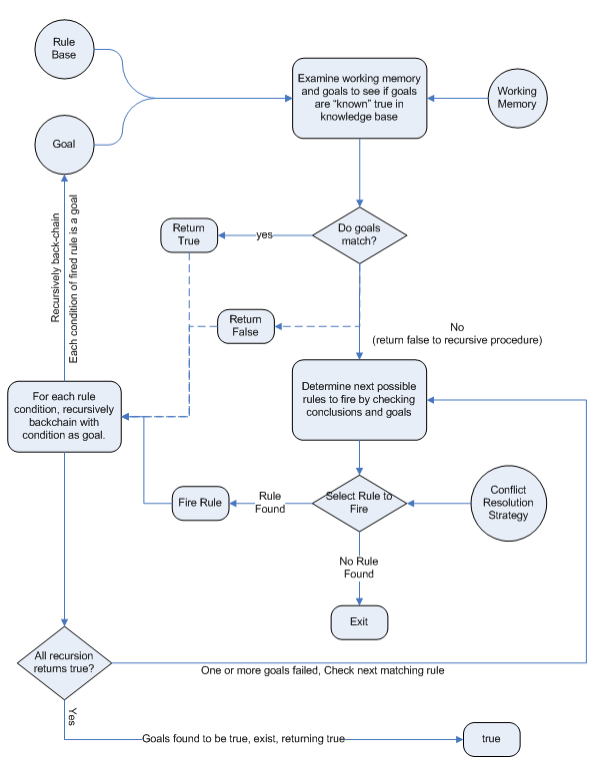 Rule
Base
Examine working memory
and goals to see if goals
are “known” true in
knowledge base
Working
Memory
Goal
Recursively back-chain
Each condition of fired rule is a goal
Return
True
yes
Do goals
match?
Return
False
No
(return false to recursive procedure)
For each rule
condition, recursively
backchain with
condition as goal.
Determine next possible
rules to fire by checking
conclusions and goals
Fire Rule
Rule
Found
Select Rule to
Fire
Conflict
Resolution
Strategy
No Rule
Found
Exit
All recursion
returns true?
One or more goals failed, Check next matching rule
Yes
Goals found to be true, exist, returning true
true